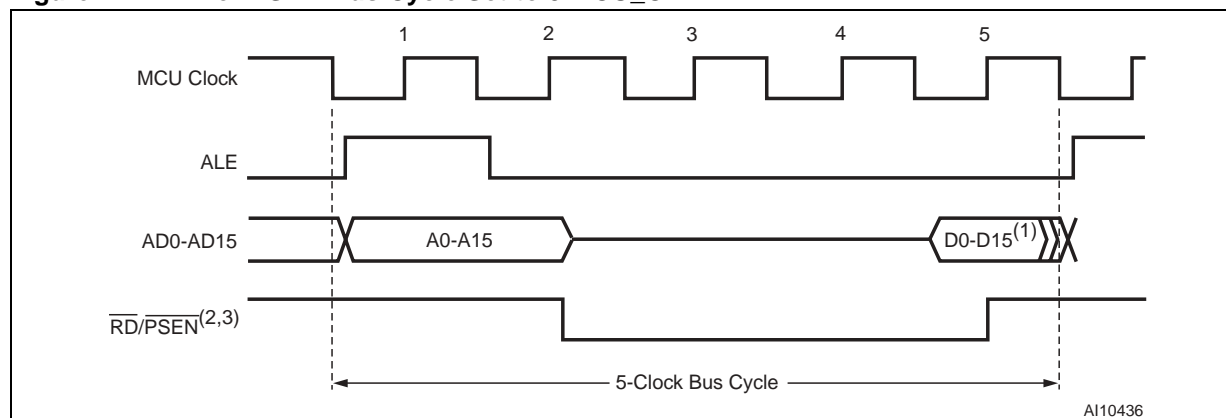 1 2 3 4 5
MCU Clock
ALE
AD0-AD15 A0-A15 D0-D15(1)
RD/PSEN(2,3)
5-Clock Bus Cycle
AI10436